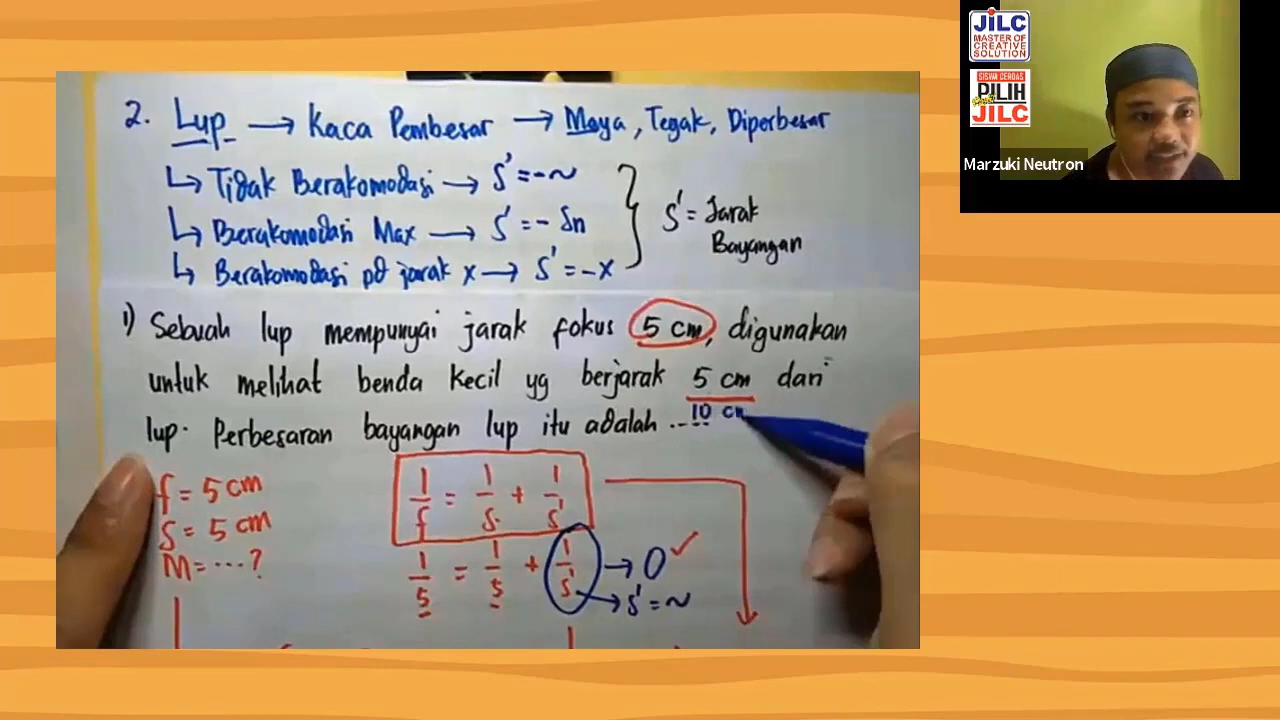 2. Lup → Kaca Pembesar → Maya, Tegak, Diperbesar
↳ Tidak Berakomodasi → S' = -~
↳ Berakomodasi Max → S' = - Sn
↳ Berakomodasi pd jarak x → S' = -x
S' = Jarak
Bayangan
1) Sebuah lup mempunyai jarak fokus 5 cm, digunakan
untuk melihat benda kecil yg berjarak 5 cm dari
10 cm
lup. Perbesaran bayangan lup itu adalah ....
f = 5 cm
S = 5 cm
M = ...?
1/f = 1/S + 1/S'
1/5 = 1/5 + 1/S' → 0 ✓
→ S' = ~
JILC
MASTER OF
CREATIVE
SOLUTION
SISWA CERDAS
PILIH
JILC
Marzuki Neutron